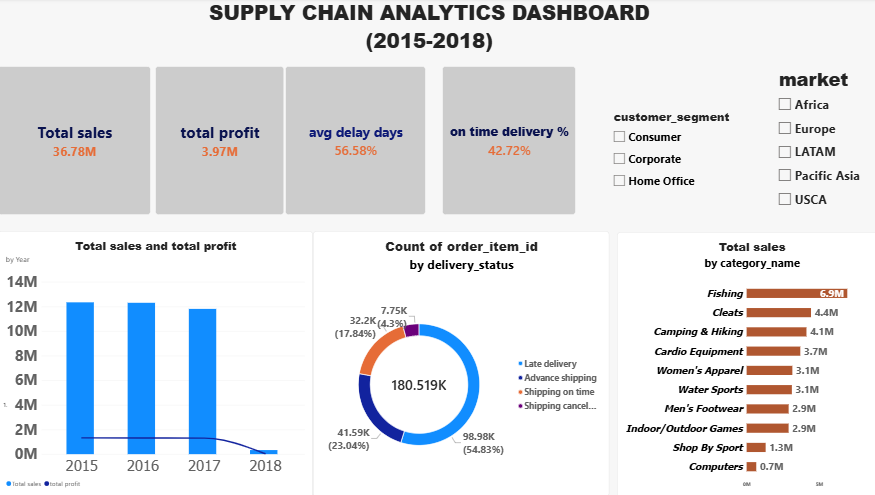 SUPPLY CHAIN ANALYTICS DASHBOARD
(2015-2018)
Total sales
36.78M
total profit
3.97M
avg delay days
56.58%
on time delivery %
42.72%
customer_segment
Consumer
Corporate
Home Office
market
Africa
Europe
LATAM
Pacific Asia
USCA
Total sales and total profit
by Year
14M
12M
10M
8M
6M
4M
2M
0M
2015 2016 2017 2018
Total sales total profit
Count of order_item_id
by delivery_status
7.75K
(4.3%)
32.2K
(17.84%)
180.519K
41.59K
(23.04%)
98.98K
(54.83%)
Late delivery
Advance shipping
Shipping on time
Shipping cancel...
Total sales
by category_name
Fishing 6.9M
Cleats 4.4M
Camping & Hiking 4.1M
Cardio Equipment 3.7M
Women's Apparel 3.1M
Water Sports 3.1M
Men's Footwear 2.9M
Indoor/Outdoor Games 2.9M
Shop By Sport 1.3M
Computers 0.7M
0M 5M